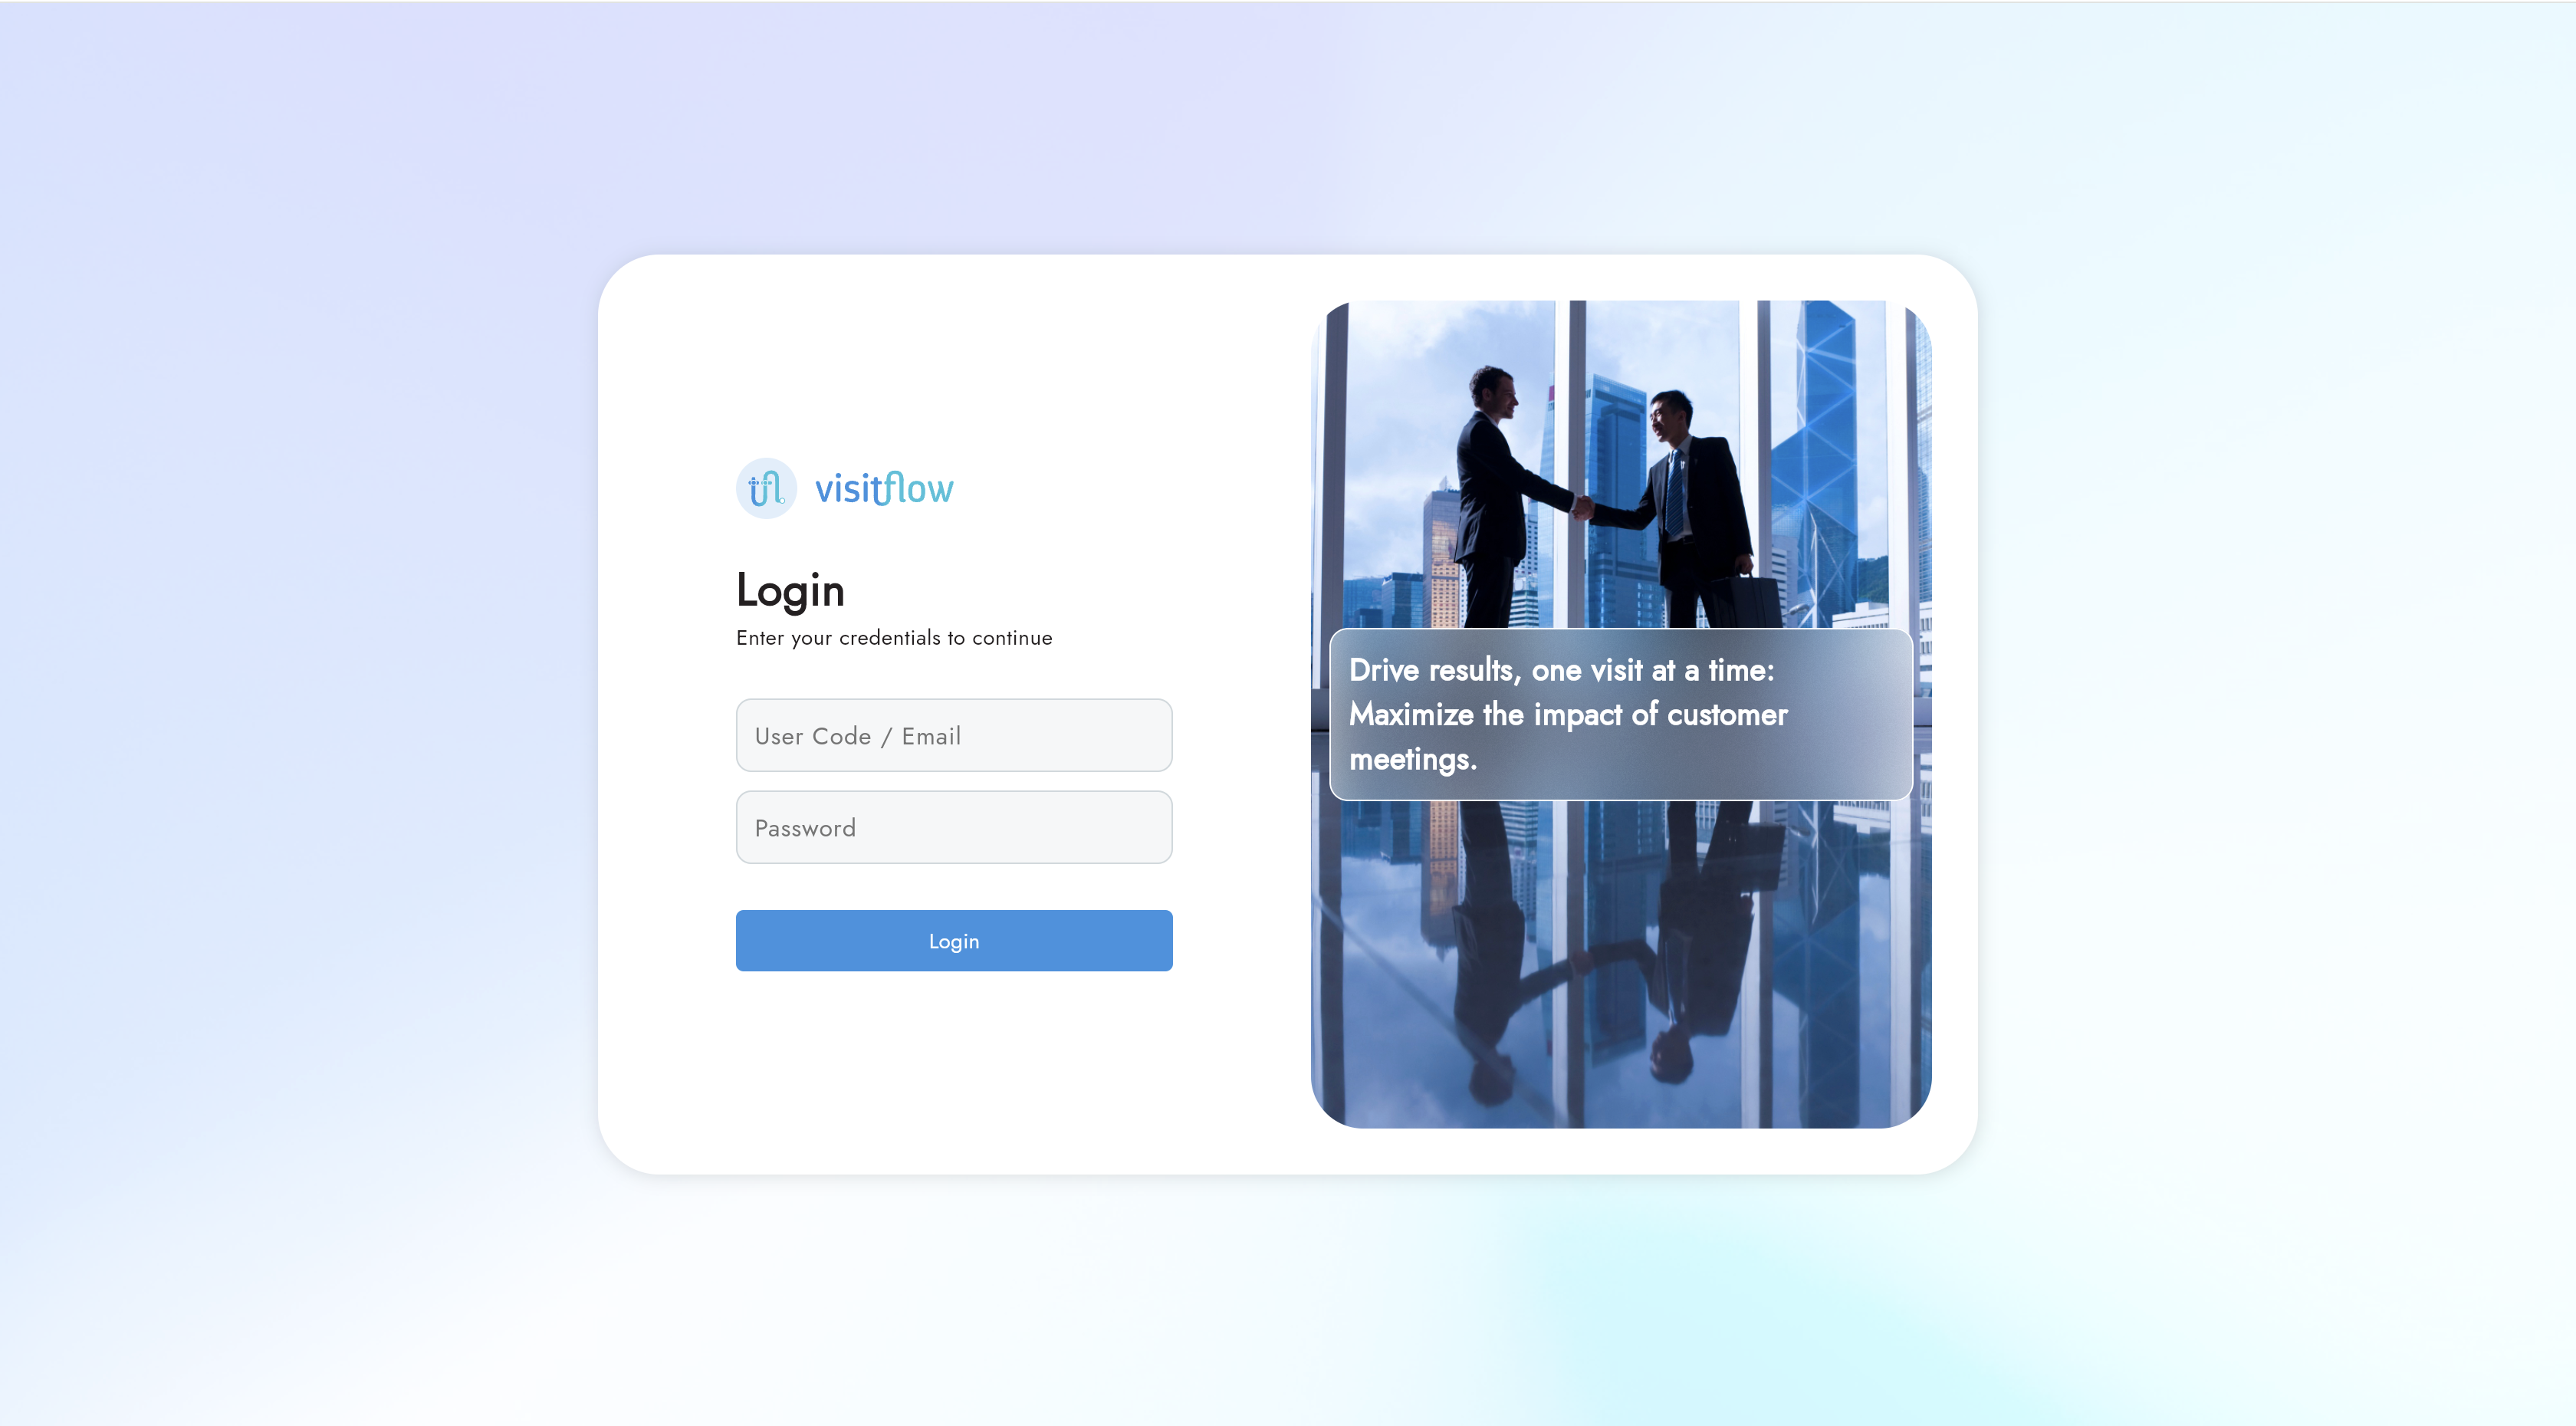 visitflow
Login
Enter your credentials to continue
User Code / Email
Password
Login
Drive results, one visit at a time:
Maximize the impact of customer
meetings.